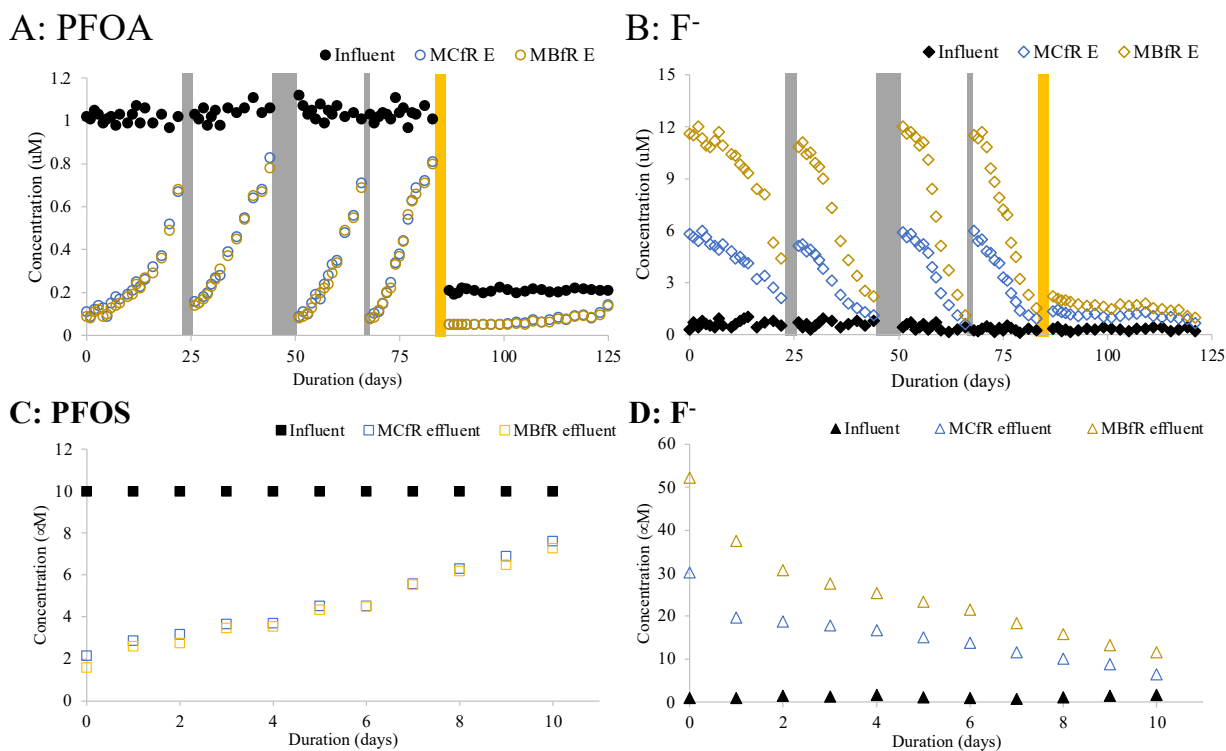 A: PFOA
Influent MCfR E MBfR E
Concentration (uM)
1.2
1
0.8
0.6
0.4
0.2
0
0 25 50 75 100 125
Duration (days)
B: F-
Influent MCfR E MBfR E
Concentration (uM)
15
12
9
6
3
0
0 25 50 75 100 125
Duration (days)
C: PFOS
Influent MCfR effluent MBfR effluent
Concentration (∝M)
12
10
8
6
4
2
0
0 2 4 6 8 10
Duration (days)
D: F-
Influent MCfR effluent MBfR effluent
Concentration (∝M)
60
50
40
30
20
10
0
0 2 4 6 8 10
Duration (days)